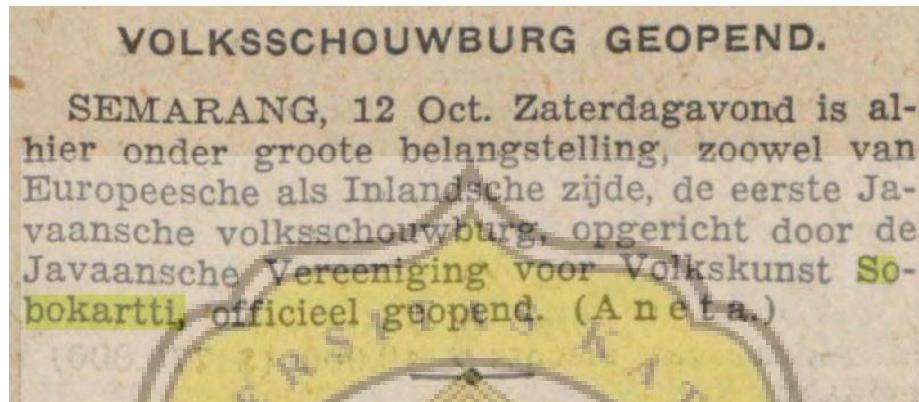 VOLKSSCHOUWBURG GEOPEND.
SEMARANG, 12 Oct. Zaterdagavond is al-
hier onder groote belangstelling, zoowel van
Europeesche als Inlandsche zijde, de eerste Ja-
vaansche volksschouwburg, opgericht door de
Javaansche Vereeniging voor Volkskunst So-
bokartti, officieel geopend. (Aneta.)